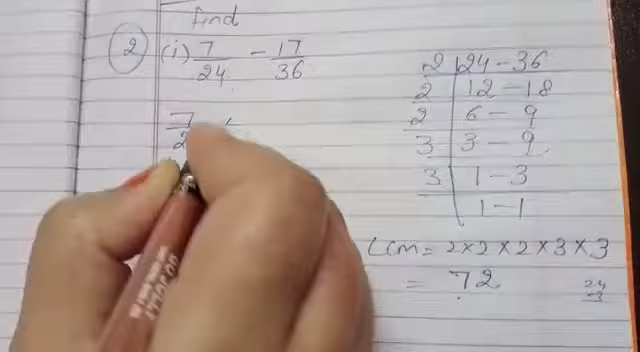 find
2 (i) 7/24 - 17/36
7/2
2 | 24 - 36
2 | 12 - 18
2 | 6 - 9
3 | 3 - 9
3 | 1 - 3
1 - 1
LCM = 2×2×2×3×3
= 72
24
3